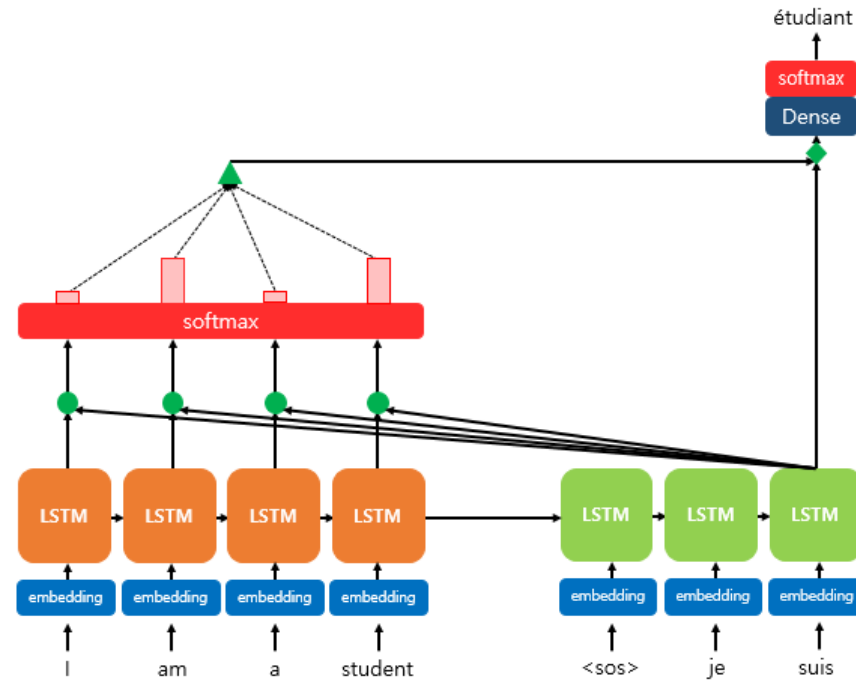 étudiant
softmax
Dense
softmax
LSTM LSTM LSTM LSTM LSTM LSTM LSTM
embedding embedding embedding embedding embedding embedding embedding
I am a student <sos> je suis